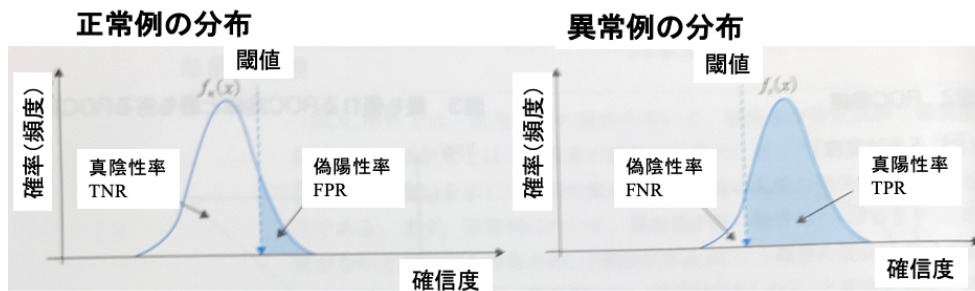 正常例の分布
閾値
確率(頻度)
fn(x)
真陰性率
TNR
偽陽性率
FPR
確信度
異常例の分布
閾値
確率(頻度)
fs(x)
偽陰性率
FNR
真陽性率
TPR
確信度